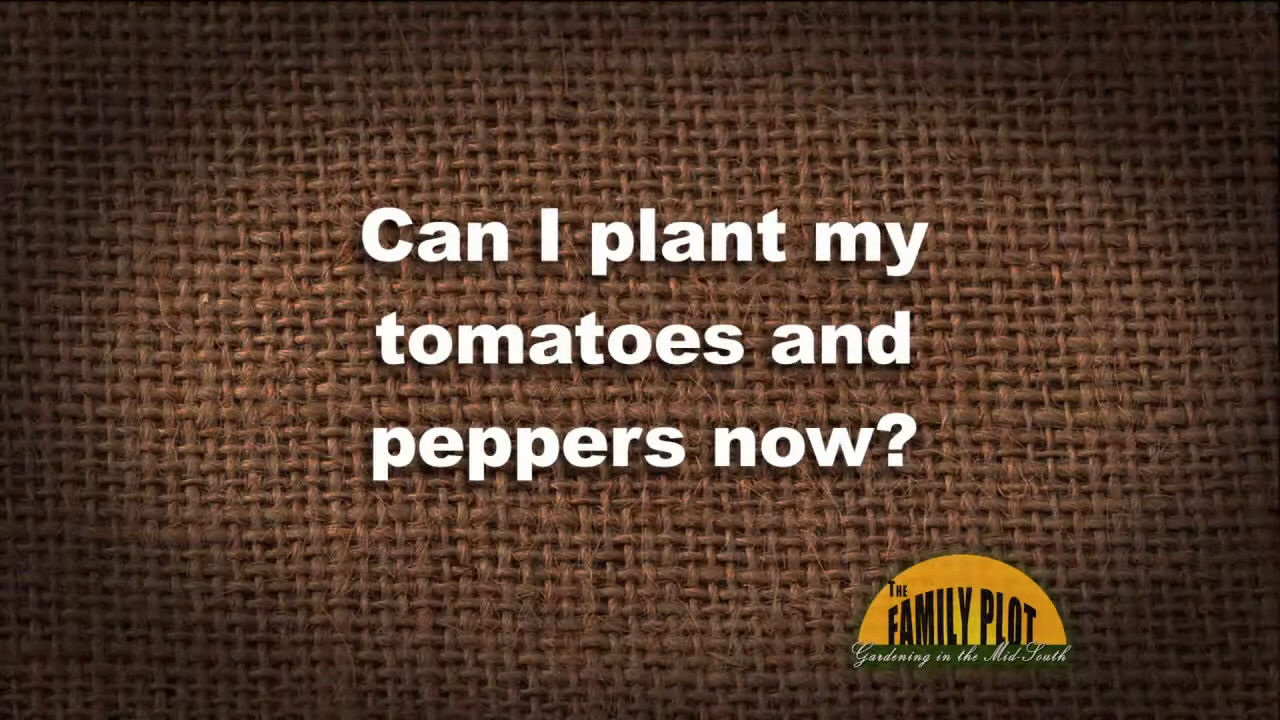 Can I plant my
tomatoes and
peppers now?
THE
FAMILY PLOT
Gardening in the Mid-South